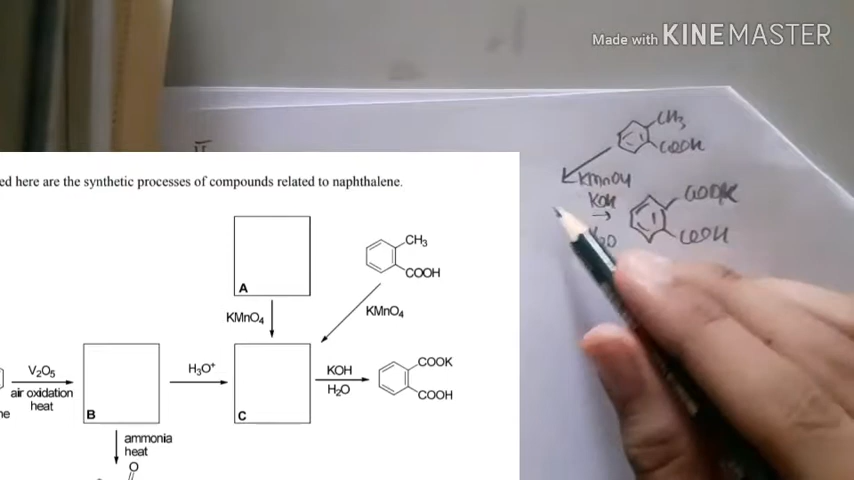 Made with KINEMASTER
CH3
COOH
KMnO4
KOH
COOK
H2O
COOH
ed here are the synthetic processes of compounds related to naphthalene.
A
CH3
COOH
KMnO4
KMnO4
V2O5
air oxidation
heat
ne
B
H3O+
C
KOH
H2O
COOK
COOH
ammonia
heat
O